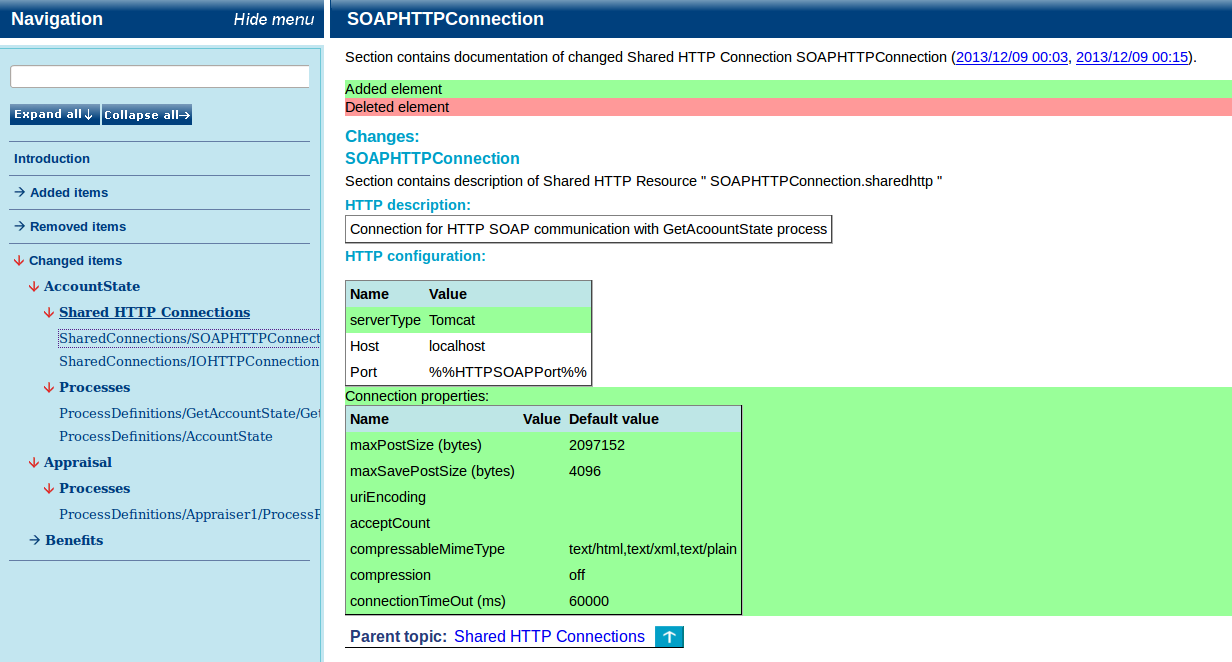 Navigation
Hide menu
Expand all↓ Collapse all→
Introduction
→ Added items
→ Removed items
↓ Changed items
↓ AccountState
↓ Shared HTTP Connections
SharedConnections/SOAPHTTPConnect
SharedConnections/IOHTTPConnection
↓ Processes
ProcessDefinitions/GetAccountState/Get
ProcessDefinitions/AccountState
↓ Appraisal
↓ Processes
ProcessDefinitions/Appraiser1/ProcessF
→ Benefits
SOAPHTTPConnection
Section contains documentation of changed Shared HTTP Connection SOAPHTTPConnection (2013/12/09 00:03, 2013/12/09 00:15).
Added element
Deleted element
Changes:
SOAPHTTPConnection
Section contains description of Shared HTTP Resource " SOAPHTTPConnection.sharedhttp "
HTTP description:
Connection for HTTP SOAP communication with GetAcoountState process
HTTP configuration:
Name Value
serverType Tomcat
Host localhost
Port %%HTTPSOAPPort%%
Connection properties:
Name Value Default value
maxPostSize (bytes) 2097152
maxSavePostSize (bytes) 4096
uriEncoding
acceptCount
compressableMimeType text/html,text/xml,text/plain
compression off
connectionTimeOut (ms) 60000
Parent topic: Shared HTTP Connections ↑